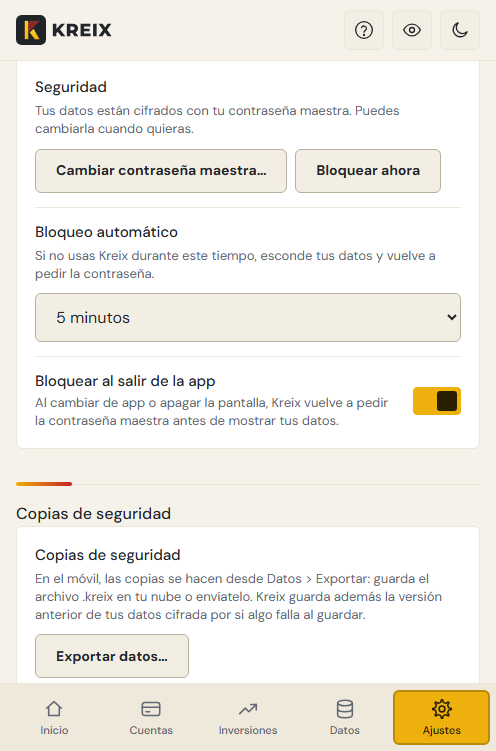 KREIX
Seguridad
Tus datos están cifrados con tu contraseña maestra. Puedes
cambiarla cuando quieras.
Cambiar contraseña maestra…
Bloquear ahora
Bloqueo automático
Si no usas Kreix durante este tiempo, esconde tus datos y vuelve a
pedir la contraseña.
5 minutos
Bloquear al salir de la app
Al cambiar de app o apagar la pantalla, Kreix vuelve a pedir
la contraseña maestra antes de mostrar tus datos.
Copias de seguridad
Copias de seguridad
En el móvil, las copias se hacen desde Datos > Exportar: guarda el
archivo .kreix en tu nube o envíatelo. Kreix guarda además la versión
anterior de tus datos cifrada por si algo falla al guardar.
Exportar datos…
Inicio
Cuentas
Inversiones
Datos
Ajustes